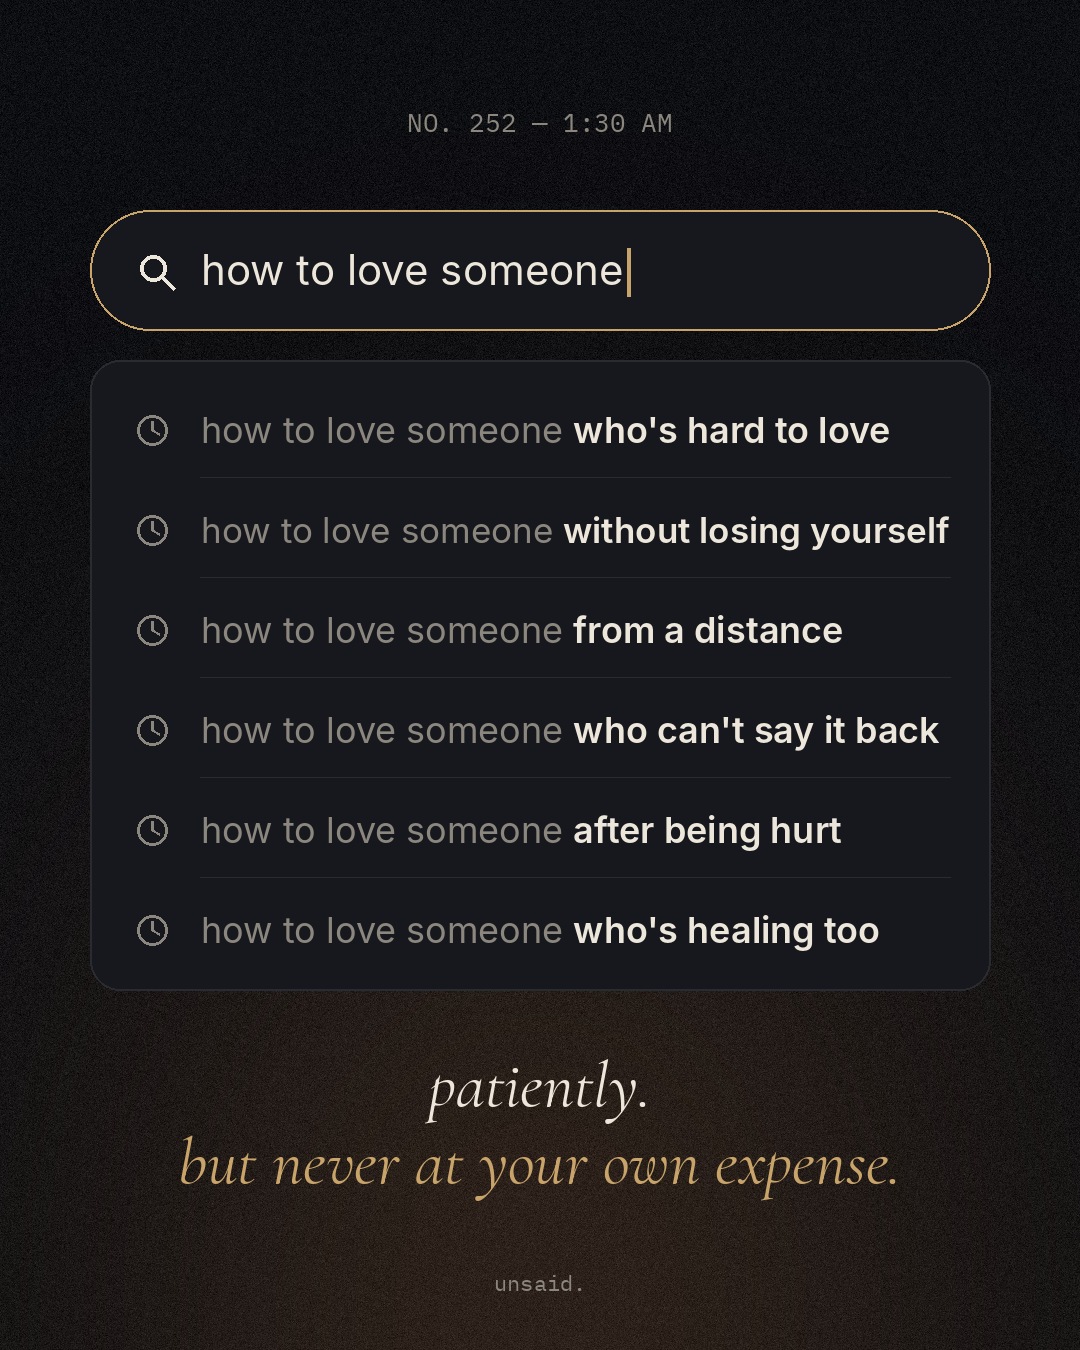 NO. 252 — 1:30 AM
how to love someone
how to love someone who's hard to love
how to love someone without losing yourself
how to love someone from a distance
how to love someone who can't say it back
how to love someone after being hurt
how to love someone who's healing too
patiently.
but never at your own expense.
unsaid.